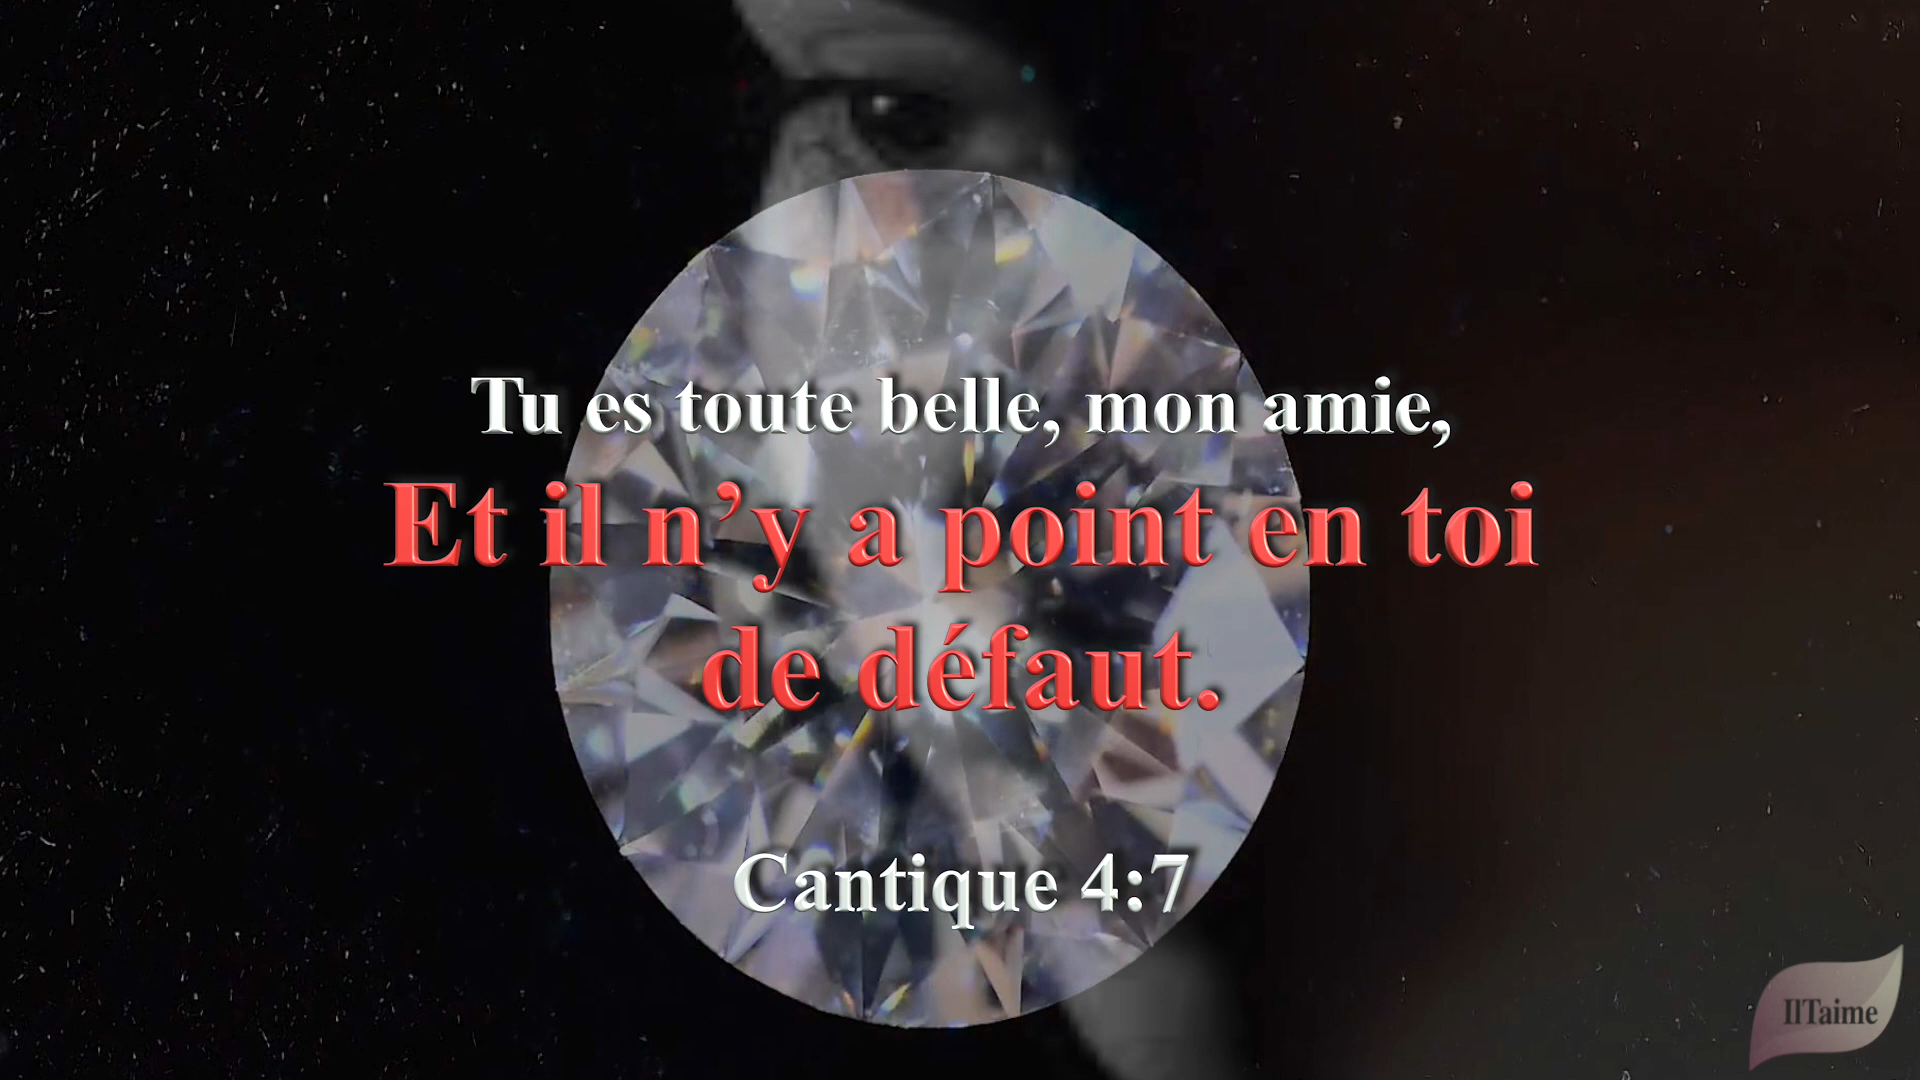 Tu es toute belle, mon amie,
Et il n’y a point en toi
de défaut.
Cantique 4:7
IlTaime